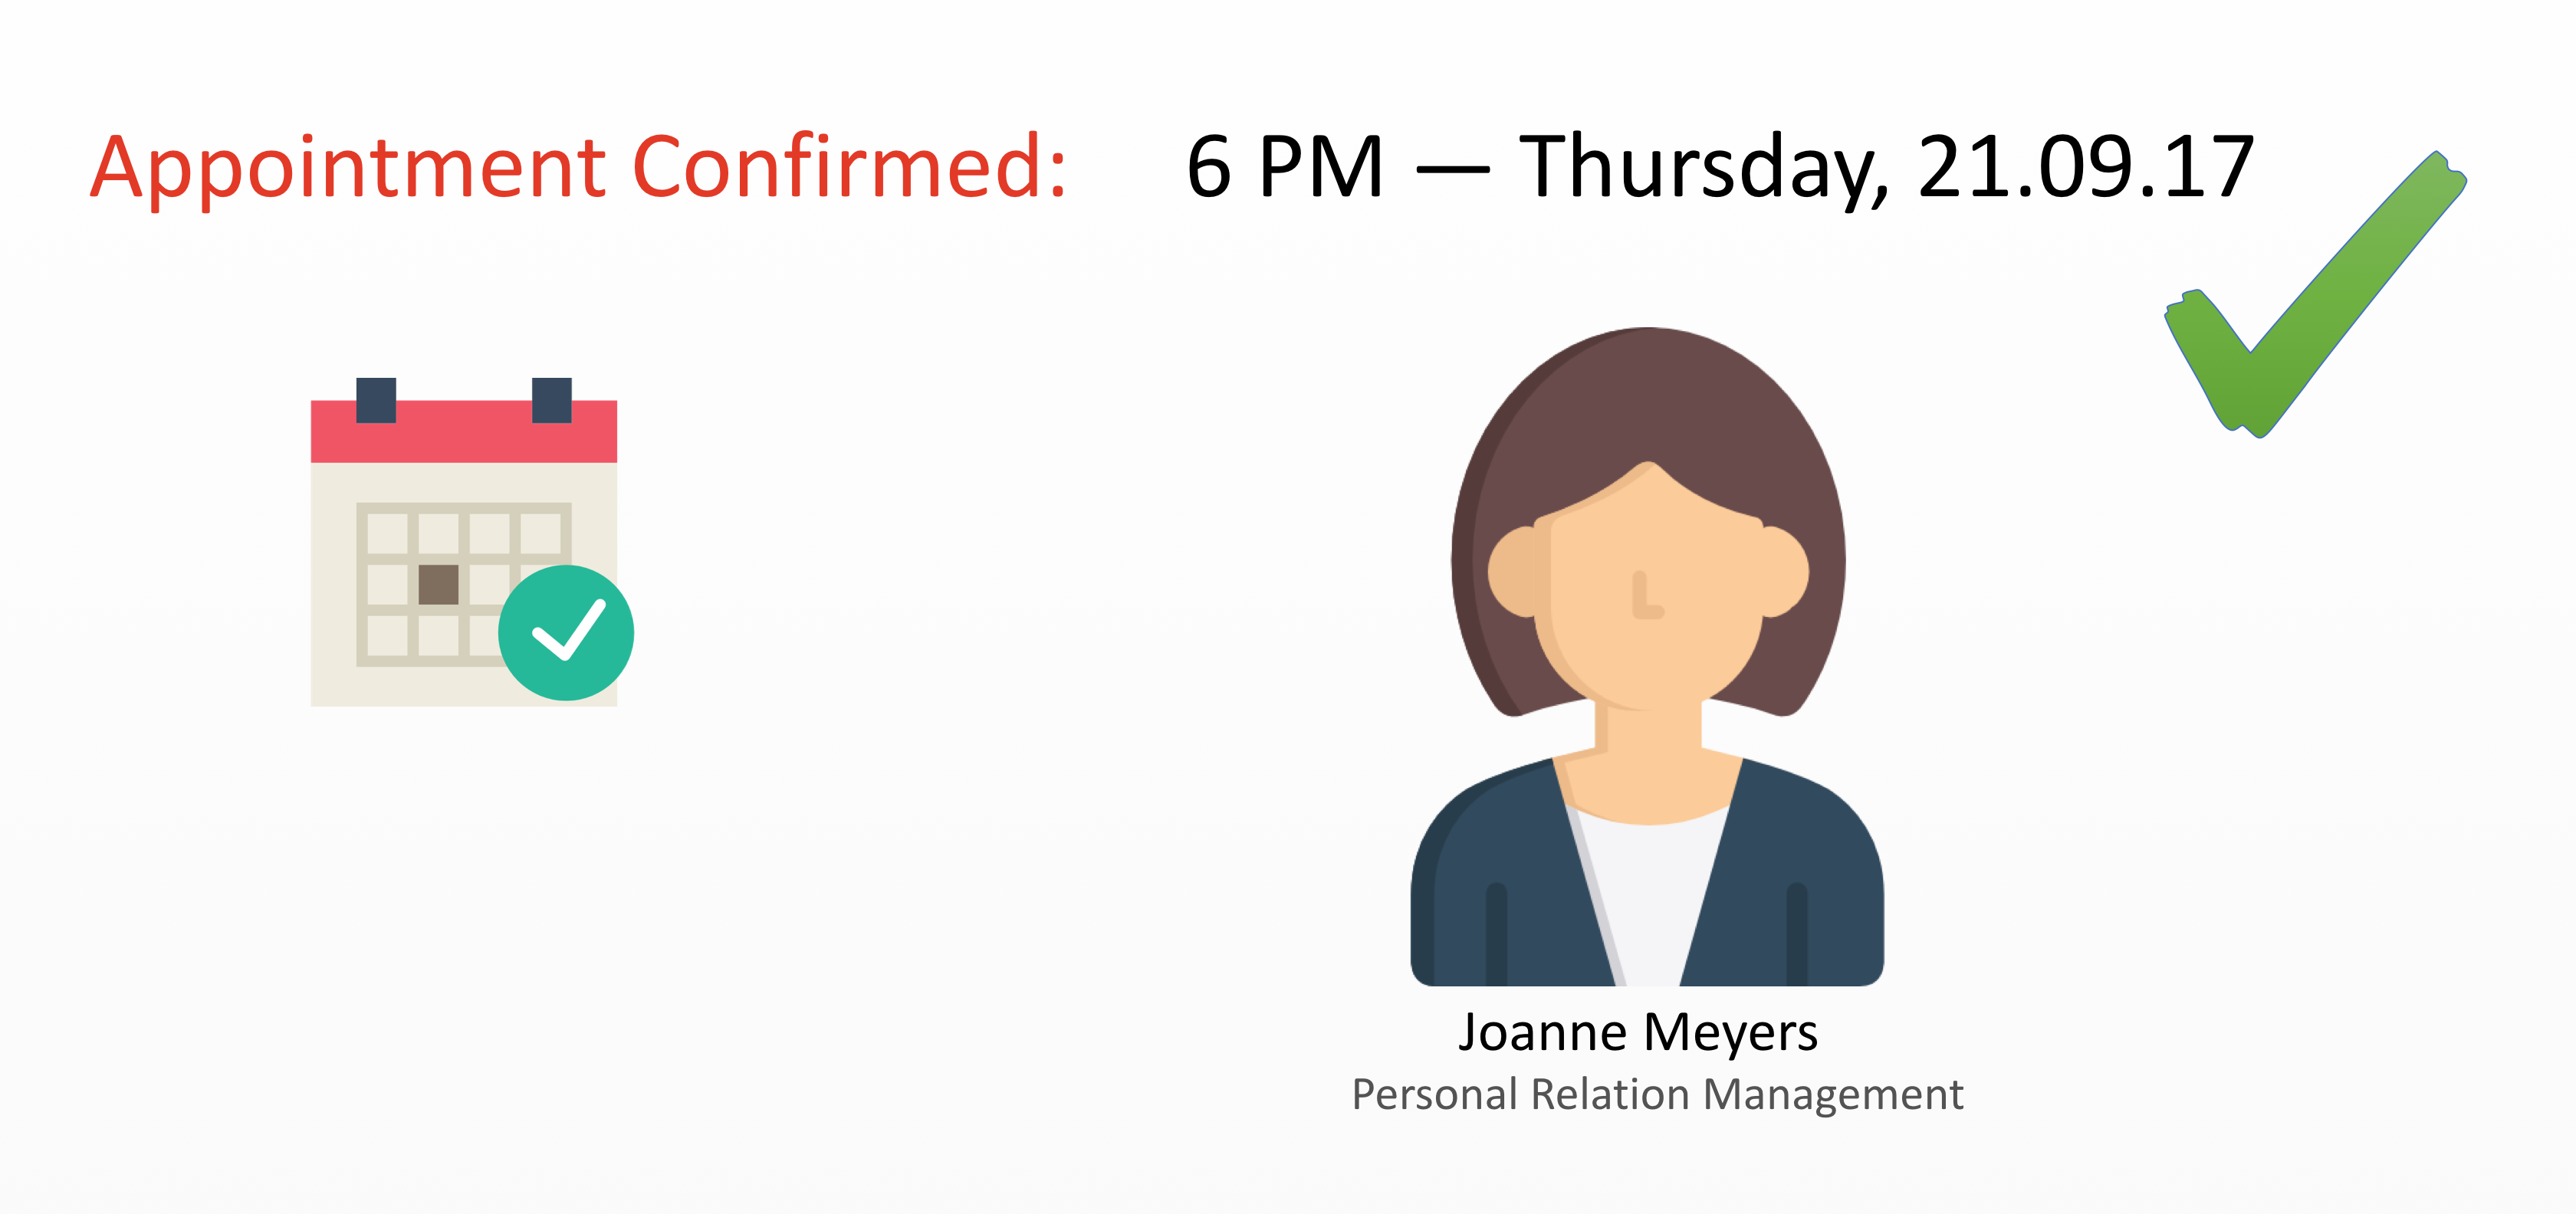 Appointment Confirmed: 6 PM — Thursday, 21.09.17
Joanne Meyers
Personal Relation Management